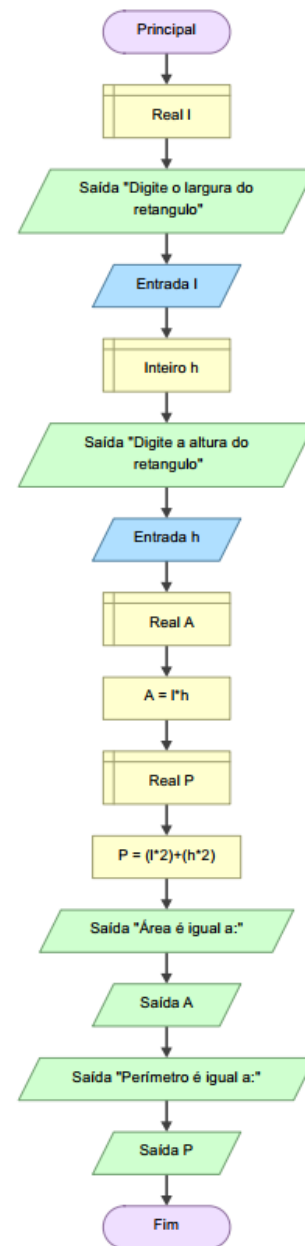 Principal
Real l
Saída "Digite o largura do
retangulo"
Entrada l
Inteiro h
Saída "Digite a altura do
retangulo"
Entrada h
Real A
A = l*h
Real P
P = (l*2)+(h*2)
Saída "Área é igual a:"
Saída A
Saída "Perímetro é igual a:"
Saída P
Fim